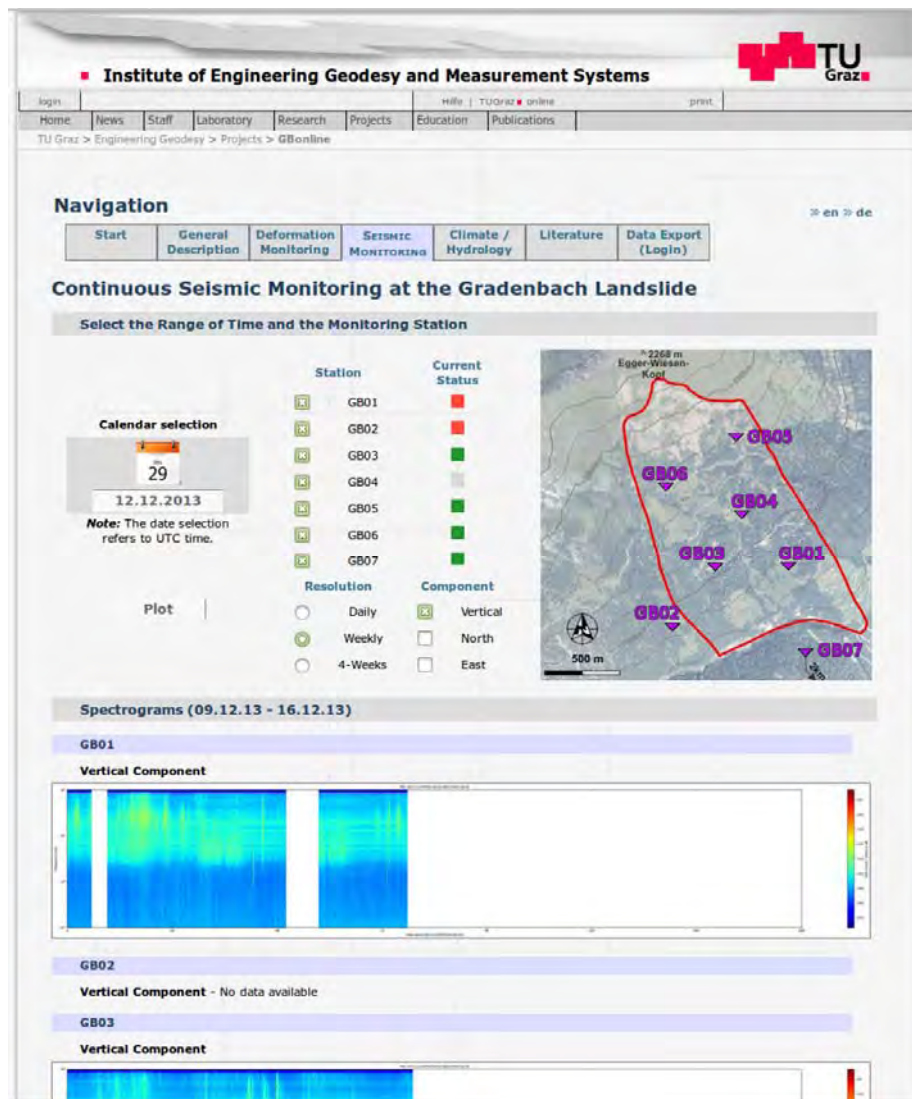 TU
Graz
Institute of Engineering Geodesy and Measurement Systems
login
Hilfe | TUGraz online
print
Home News Staff Laboratory Research Projects Education Publications
TU Graz > Engineering Geodesy > Projects > GBonline
Navigation
» en » de
Start
General Description
Deformation Monitoring
Seismic Monitoring
Climate / Hydrology
Literature
Data Export (Login)
Continuous Seismic Monitoring at the Gradenbach Landslide
Select the Range of Time and the Monitoring Station
Calendar selection
29
12.12.2013
Note: The date selection
refers to UTC time.
Plot
Station
Current
Status
GB01
GB02
GB03
GB04
GB05
GB06
GB07
Resolution Component
Daily Vertical
Weekly North
4-Weeks East
2268 m
Egger-Wiesen-
Kopf
GB05
GB06
GB04
GB03 GB01
GB02
GB07
500 m
2km
Spectrograms (09.12.13 - 16.12.13)
GB01
Vertical Component
GB02
Vertical Component - No data available
GB03
Vertical Component